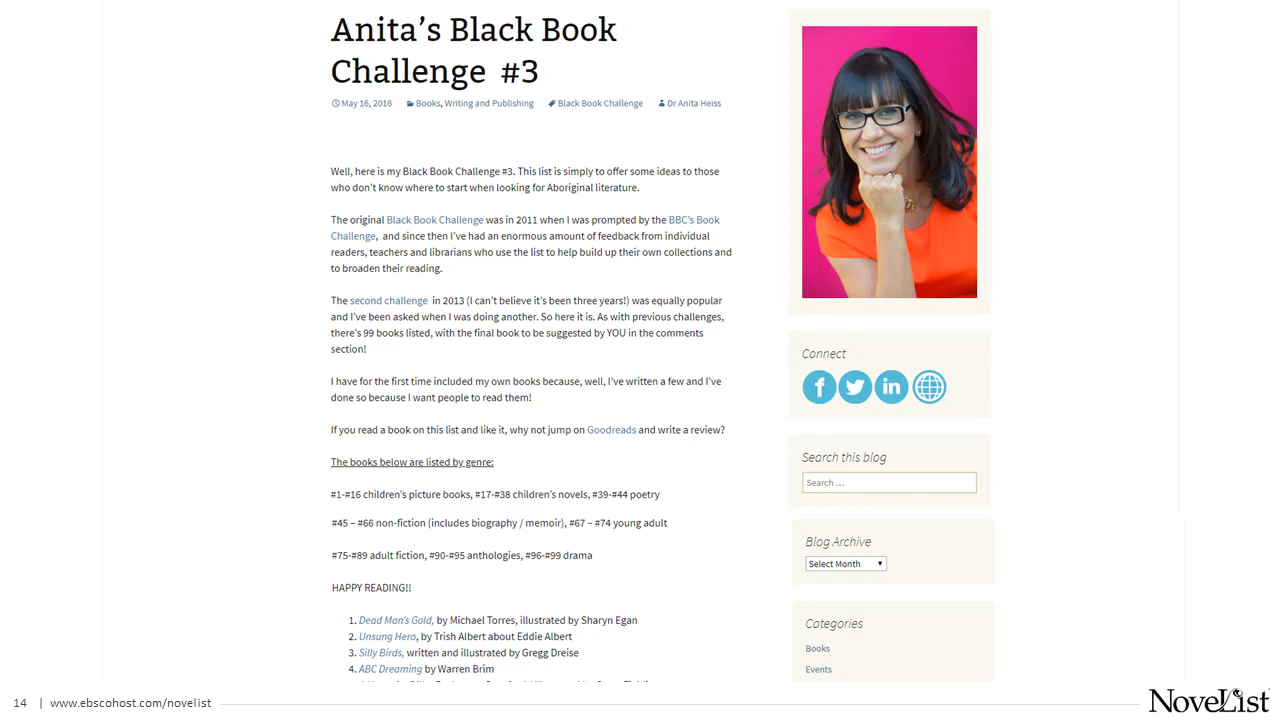 Anita's Black Book
Challenge #3
May 16, 2016 Books, Writing and Publishing Black Book Challenge Dr Anita Heiss
Well, here is my Black Book Challenge #3. This list is simply to offer some ideas to those
who don't know where to start when looking for Aboriginal literature.
The original Black Book Challenge was in 2011 when I was prompted by the BBC's Book
Challenge, and since then I've had an enormous amount of feedback from individual
readers, teachers and librarians who use the list to help build up their own collections and
to broaden their reading.
The second challenge in 2013 (I can't believe it's been three years!) was equally popular
and I've been asked when I was doing another. So here it is. As with previous challenges,
there's 99 books listed, with the final book to be suggested by YOU in the comments
section!
I have for the first time included my own books because, well, I've written a few and I've
done so because I want people to read them!
If you read a book on this list and like it, why not jump on Goodreads and write a review?
The books below are listed by genre:
#1-#16 children's picture books, #17-#38 children's novels, #39-#44 poetry
#45 – #66 non-fiction (includes biography / memoir), #67 – #74 young adult
#75-#89 adult fiction, #90-#95 anthologies, #96-#99 drama
HAPPY READING!!
1. Dead Man's Gold, by Michael Torres, illustrated by Sharyn Egan
2. Unsung Hero, by Trish Albert about Eddie Albert
3. Silly Birds, written and illustrated by Gregg Dreise
4. ABC Dreaming by Warren Brim
Connect
f in
Search this blog
Search ...
Blog Archive
Select Month
Categories
Books
Events
14 | www.ebscohost.com/novelist
NoveList